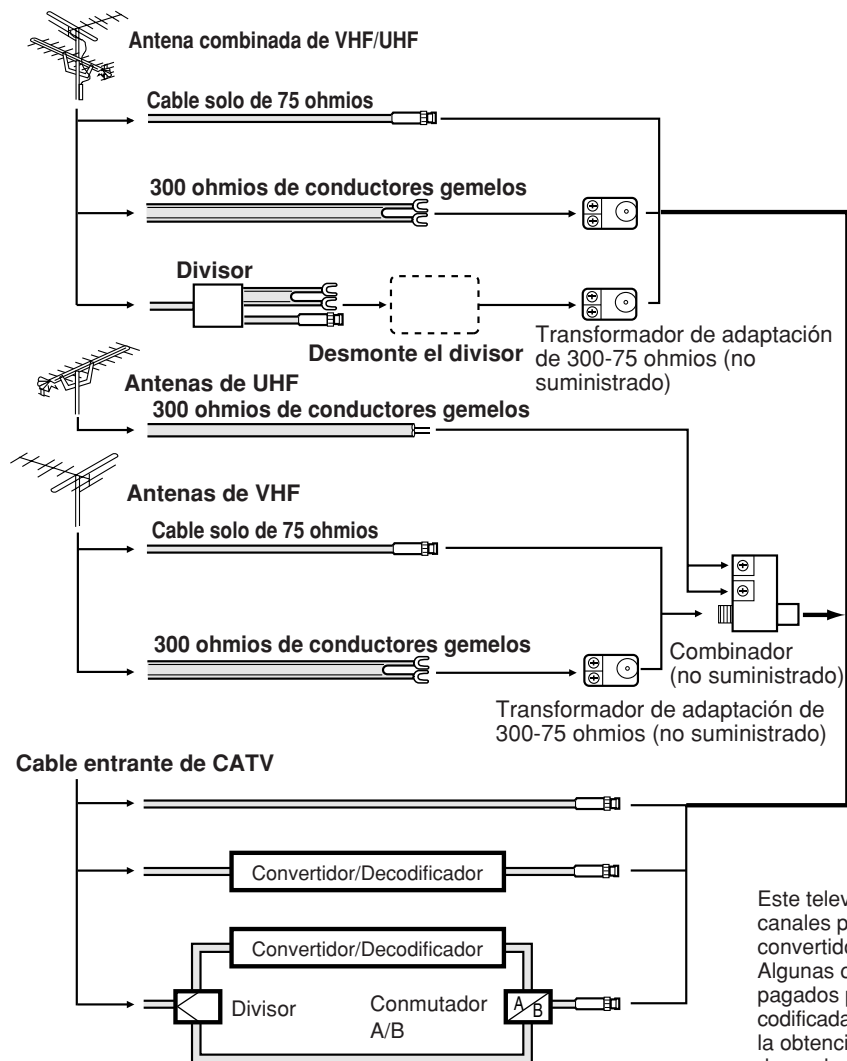 Antena combinada de VHF/UHF
Cable solo de 75 ohmios
300 ohmios de conductores gemelos
Divisor
Desmonte el divisor
Transformador de adaptación
de 300-75 ohmios (no
suministrado)
Antenas de UHF
300 ohmios de conductores gemelos
Antenas de VHF
Cable solo de 75 ohmios
300 ohmios de conductores gemelos
Combinador
(no suministrado)
Transformador de adaptación de
300-75 ohmios (no suministrado)
Cable entrante de CATV
Convertidor/Decodificador
Convertidor/Decodificador
Divisor
Conmutador
A/B
A B
Este telev
canales p
convertido
Algunas c
pagados p
codificada
la obtenci